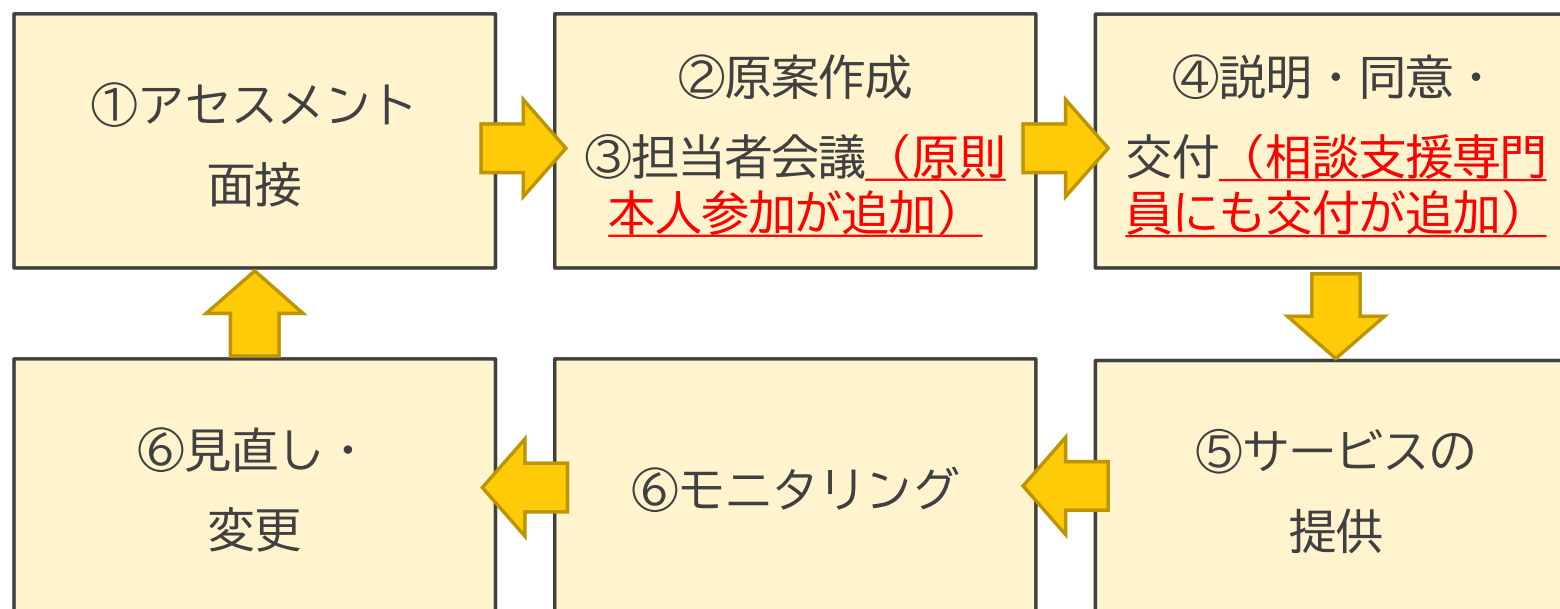 ①アセスメント
面接
②原案作成
③担当者会議（原則
本人参加が追加）
④説明・同意・
交付（相談支援専門
員にも交付が追加）
⑤サービスの
提供
⑥モニタリング
⑥見直し・
変更